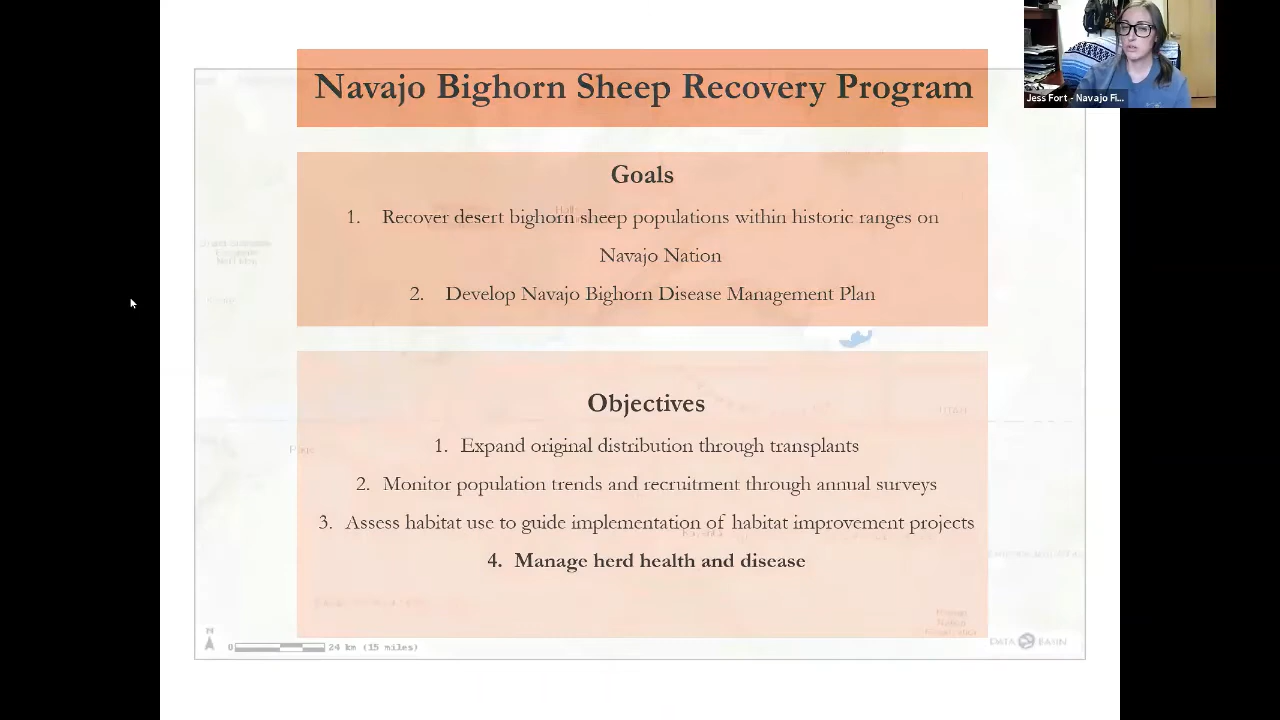 Navajo Bighorn Sheep Recovery Program
Jess Fort - Navajo Fi...
Goals
1. Recover desert bighorn sheep populations within historic ranges on
Navajo Nation
2. Develop Navajo Bighorn Disease Management Plan
Objectives
1. Expand original distribution through transplants
2. Monitor population trends and recruitment through annual surveys
3. Assess habitat use to guide implementation of habitat improvement projects
4. Manage herd health and disease
N
0 24 km (15 miles)
DATA BASIN